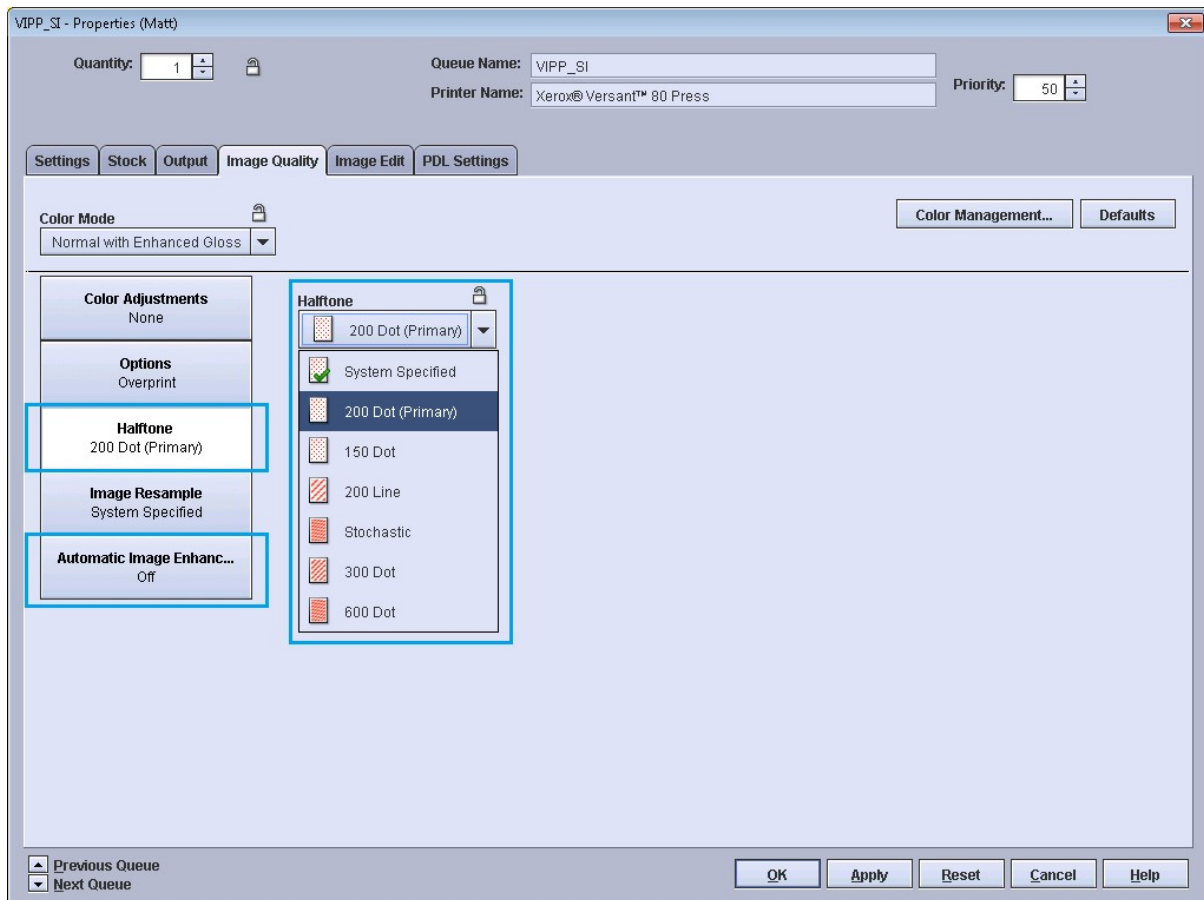 VIPP_SI - Properties (Matt)
Quantity: 1
Queue Name: VIPP_SI
Printer Name: Xerox® Versant™ 80 Press
Priority: 50
Settings Stock Output Image Quality Image Edit PDL Settings
Color Mode
Normal with Enhanced Gloss
Color Management... Defaults
Color Adjustments
None
Options
Overprint
Halftone
200 Dot (Primary)
Image Resample
System Specified
Automatic Image Enhanc...
Off
Halftone
200 Dot (Primary)
System Specified
200 Dot (Primary)
150 Dot
200 Line
Stochastic
300 Dot
600 Dot
Previous Queue
Next Queue
OK Apply Reset Cancel Help